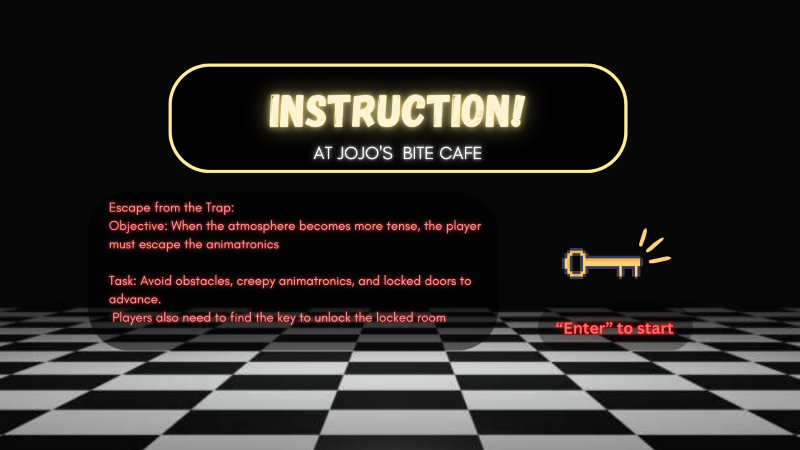 INSTRUCTION!
AT JOJO'S BITE CAFE
Escape from the Trap:
Objective: When the atmosphere becomes more tense, the player
must escape the animatronics
Task: Avoid obstacles, creepy animatronics, and locked doors to
advance.
Players also need to find the key to unlock the locked room
“Enter” to start